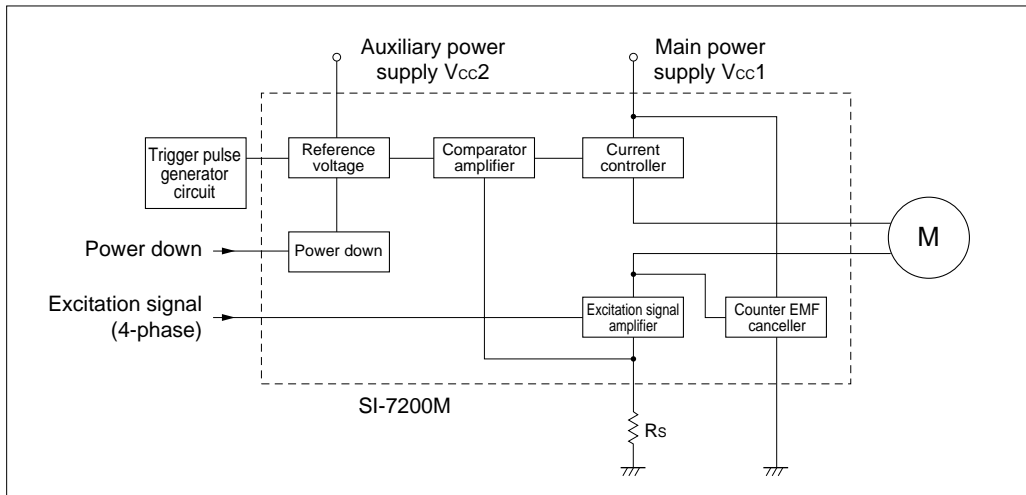 Auxiliary power
supply Vcc2
Main power
supply Vcc1
Trigger pulse
generator
circuit
Reference
voltage
Comparator
amplifier
Current
controller
Power down
Power down
M
Excitation signal
(4-phase)
Excitation signal
amplifier
Counter EMF
canceller
SI-7200M
Rs